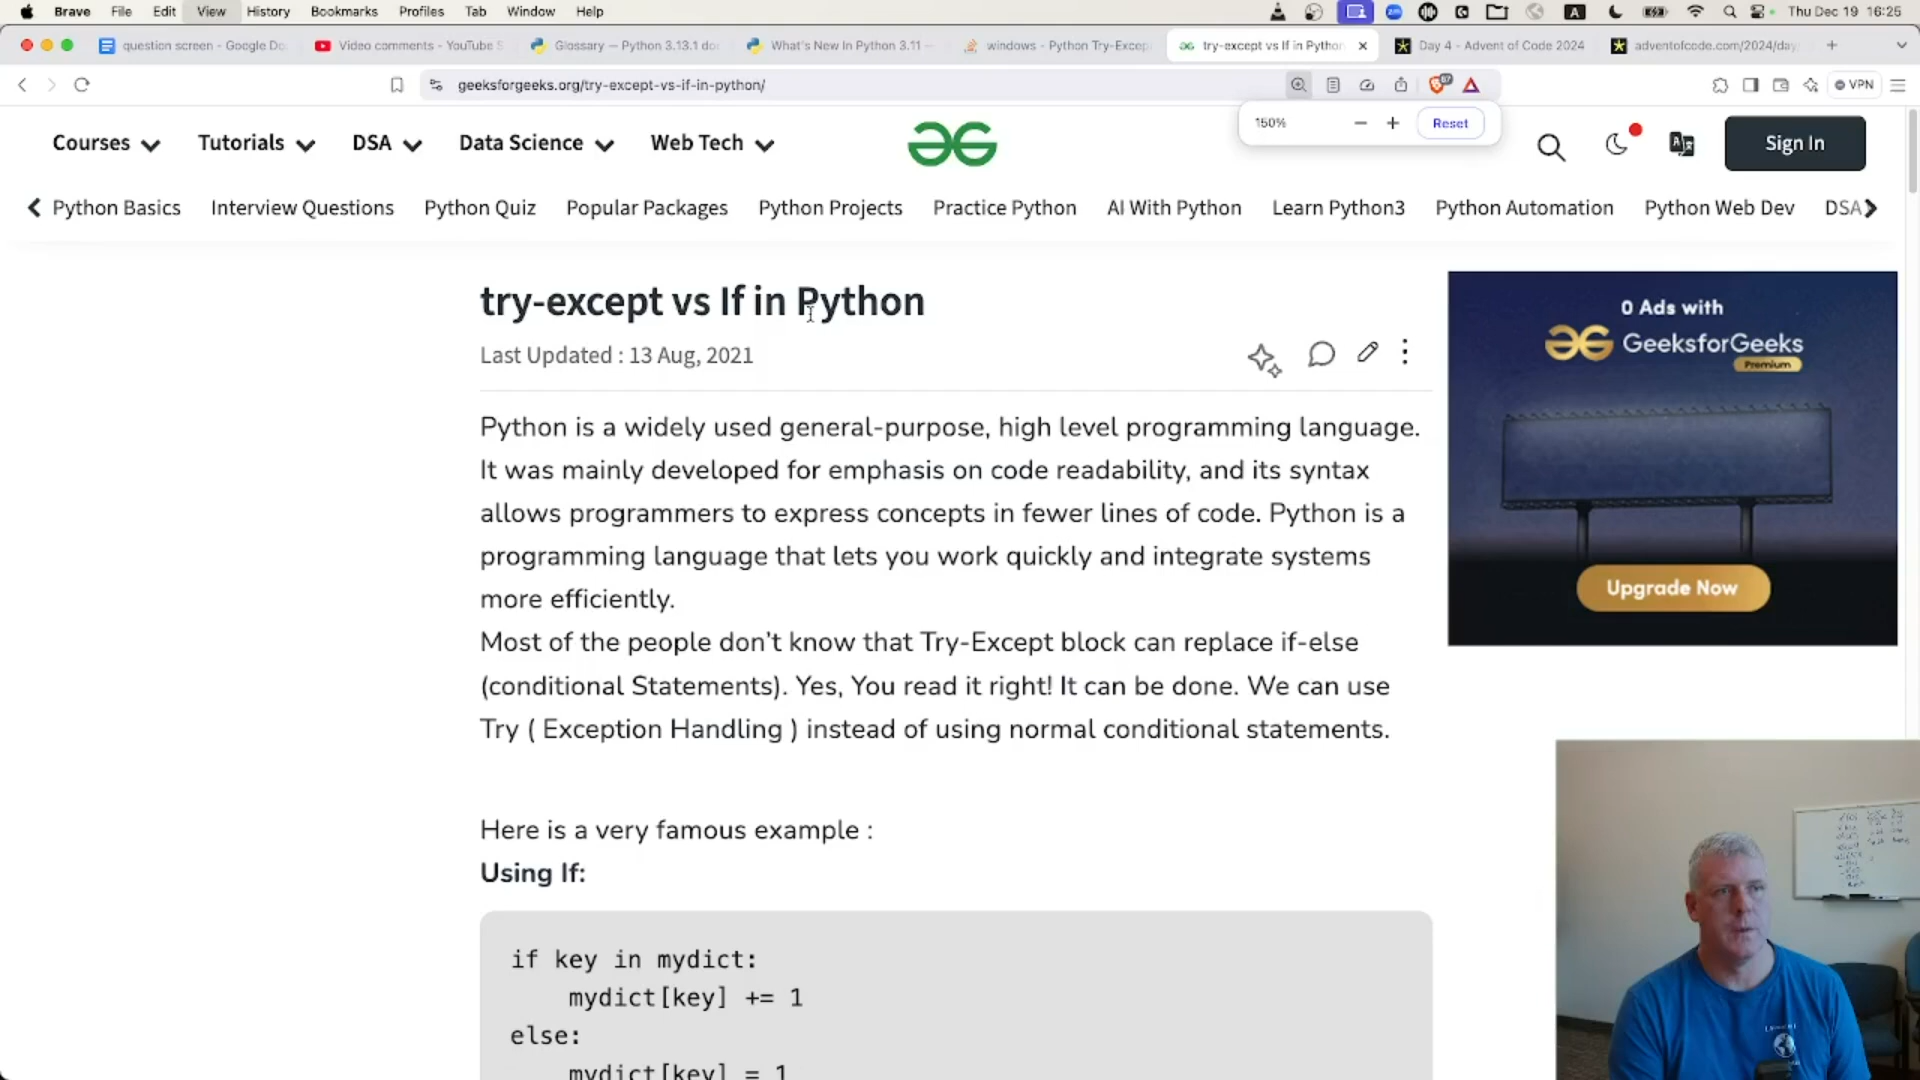 Brave File Edit View History Bookmarks Profiles Tab Window Help
Thu Dec 19 16:25
question screen - Google Do
Video comments - YouTube S
Glossary — Python 3.13.1 do
What's New In Python 3.11 —
windows - Python Try-Excep
try-except vs If in Python
Day 4 - Advent of Code 2024
adventofcode.com/2024/day
geeksforgeeks.org/try-except-vs-if-in-python/
VPN
150%
Reset
Courses
Tutorials
DSA
Data Science
Web Tech
Sign In
Python Basics
Interview Questions
Python Quiz
Popular Packages
Python Projects
Practice Python
AI With Python
Learn Python3
Python Automation
Python Web Dev
DSA
try-except vs If in Python
Last Updated : 13 Aug, 2021
Python is a widely used general-purpose, high level programming language.
It was mainly developed for emphasis on code readability, and its syntax
allows programmers to express concepts in fewer lines of code. Python is a
programming language that lets you work quickly and integrate systems
more efficiently.
Most of the people don't know that Try-Except block can replace if-else
(conditional Statements). Yes, You read it right! It can be done. We can use
Try ( Exception Handling ) instead of using normal conditional statements.
Here is a very famous example :
Using If:
if key in mydict:
    mydict[key] += 1
else:
    mydict[key] = 1
0 Ads with
GeeksforGeeks
Premium
Upgrade Now